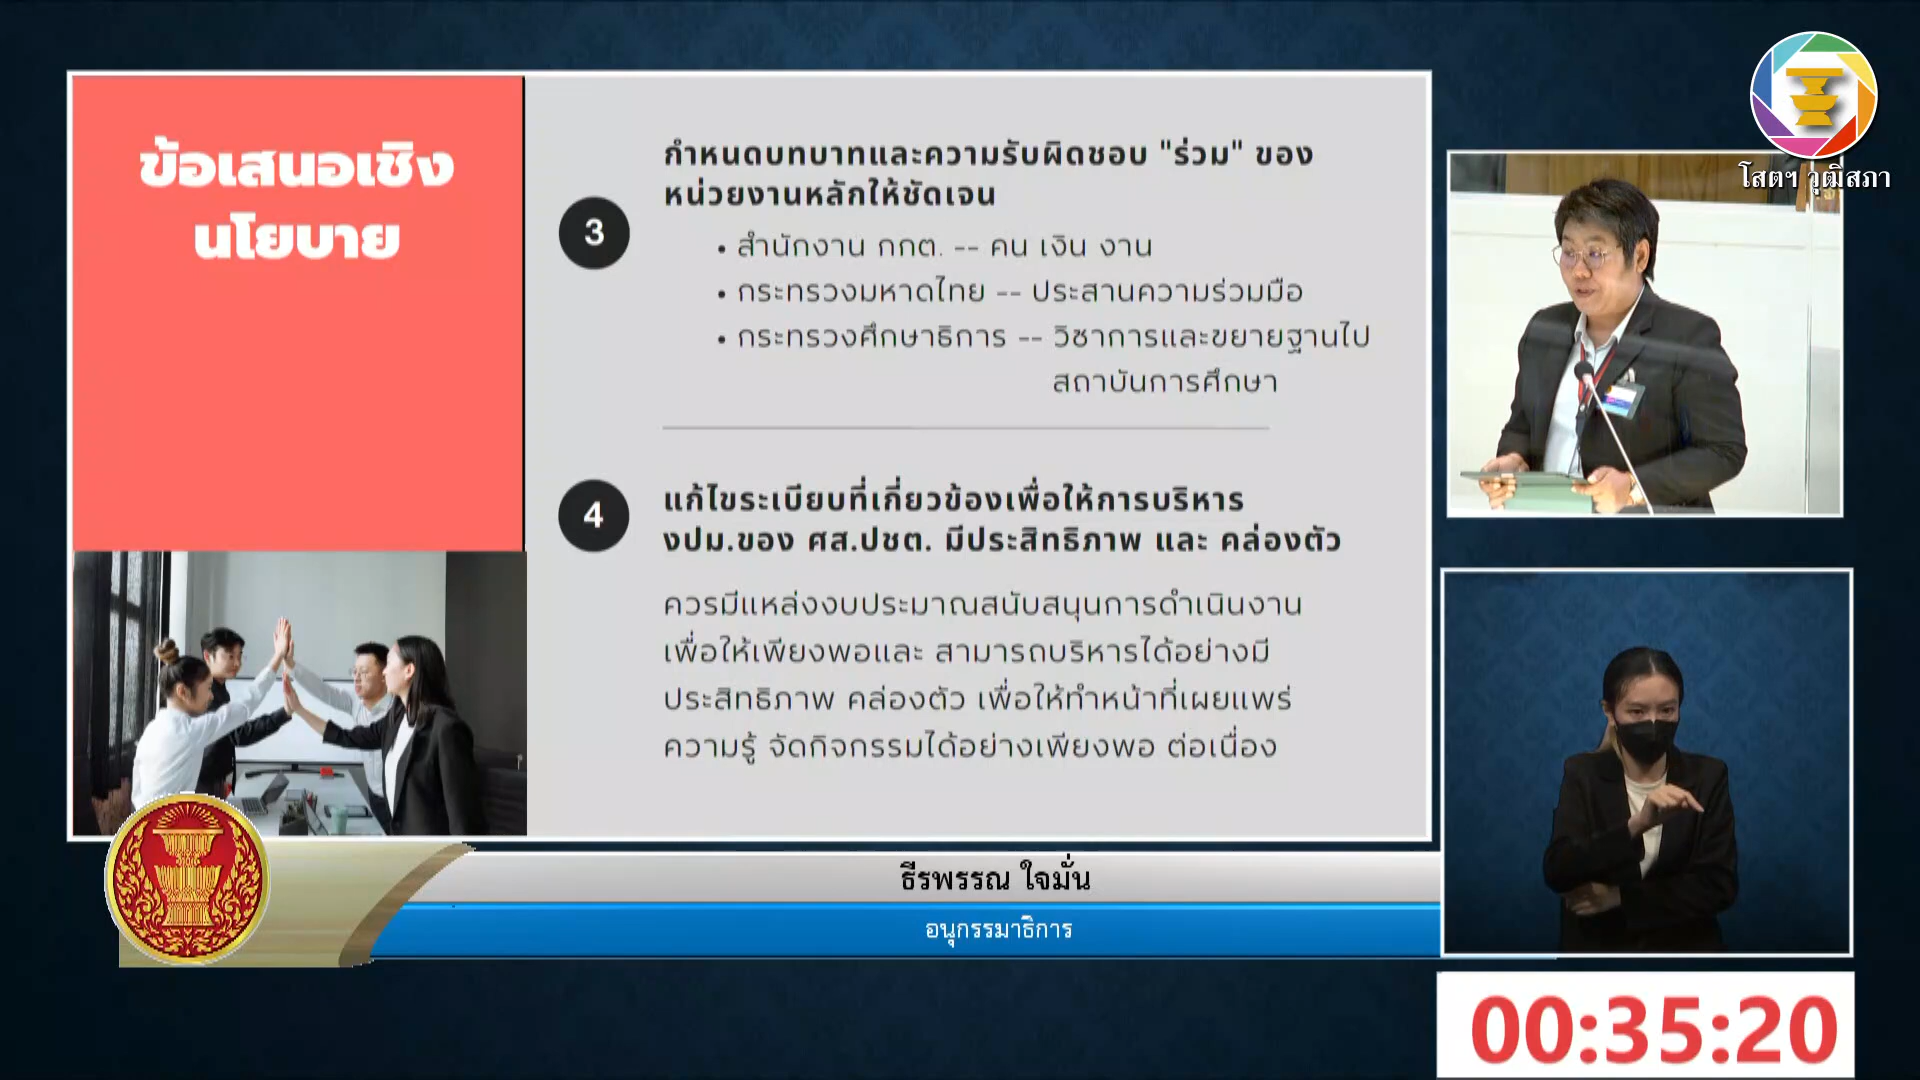 ข้อเสนอเชิง
นโยบาย
3
กำหนดบทบาทและความรับผิดชอบ "ร่วม" ของ
หน่วยงานหลักให้ชัดเจน
• สำนักงาน กกต. -- คน เงิน งาน
• กระทรวงมหาดไทย -- ประสานความร่วมมือ
• กระทรวงศึกษาธิการ -- วิชาการและขยายฐานไป
สถาบันการศึกษา
4
แก้ไขระเบียบที่เกี่ยวข้องเพื่อให้การบริหาร
งปม.ของ ศส.ปชต. มีประสิทธิภาพ และ คล่องตัว
ควรมีแหล่งงบประมาณสนับสนุนการดำเนินงาน
เพื่อให้เพียงพอและ สามารถบริหารได้อย่างมี
ประสิทธิภาพ คล่องตัว เพื่อให้ทำหน้าที่เผยแพร่
ความรู้ จัดกิจกรรมได้อย่างเพียงพอ ต่อเนื่อง
โสตฯ วุฒิสภา
ธีรพรรณ ใจมั่น
อนุกรรมาธิการ
00:35:20